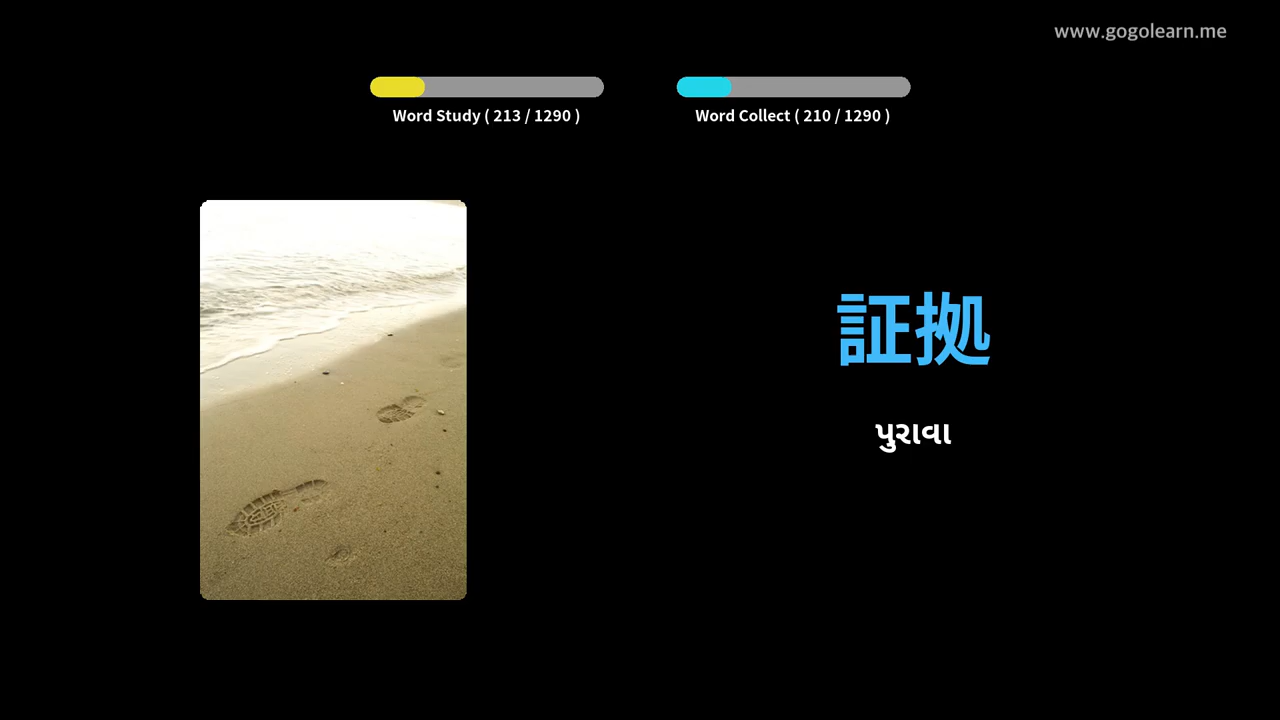 www.gogolearn.me
Word Study ( 213 / 1290 )
Word Collect ( 210 / 1290 )
証拠
પુરાવા